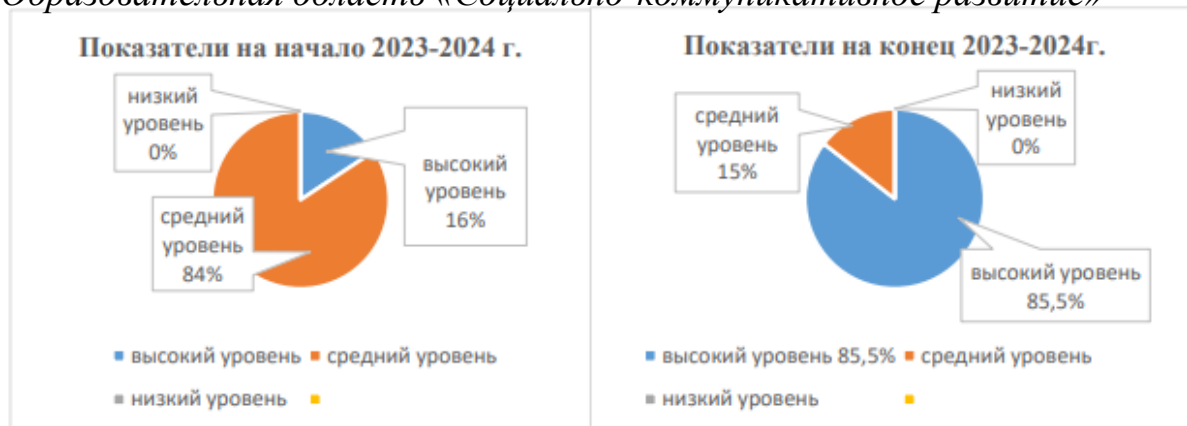 Образовательная область «Социально-коммуникативное развитие»
Показатели на начало 2023-2024 г.
низкий
уровень
0%
высокий
уровень
16%
средний
уровень
84%
высокий уровень
средний уровень
низкий уровень
Показатели на конец 2023-2024г.
средний
уровень
15%
низкий
уровень
0%
высокий уровень
85,5%
высокий уровень 85,5%
средний уровень
низкий уровень